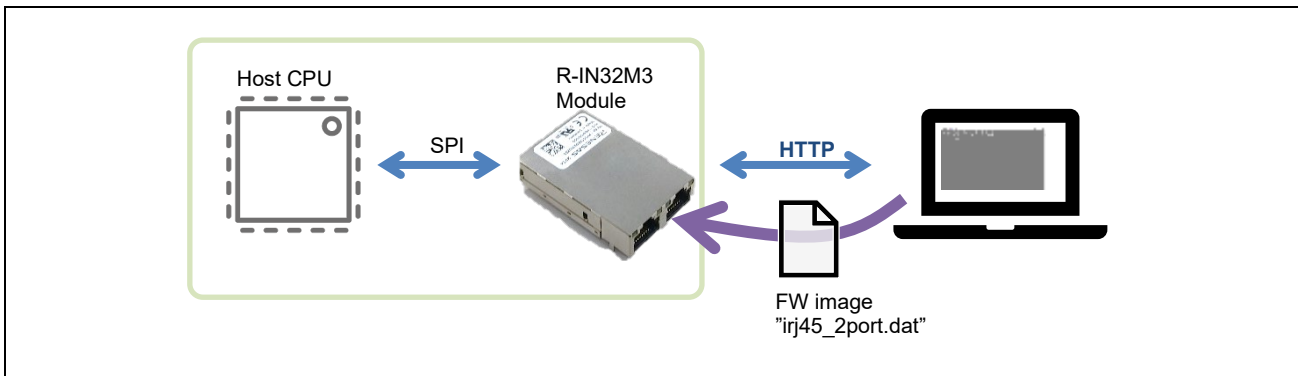 Host CPU
R-IN32M3
Module
SPI
HTTP
FW image
”irj45_2port.dat”